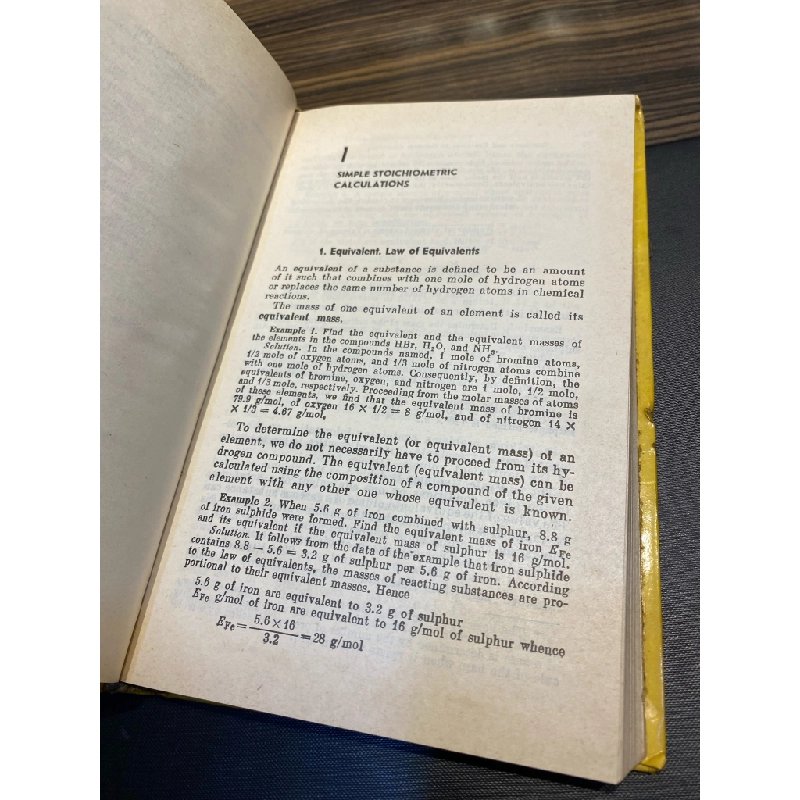 1
SIMPLE STOICHIOMETRIC
CALCULATIONS
1. Equivalent. Law of Equivalents
An equivalent of a substance is defined to be an amount
of it such that combines with one mole of hydrogen atoms
or replaces the same number of hydrogen atoms in chemical
reactions.
The mass of one equivalent of an element is called its
equivalent mass.
Example 1. Find the equivalent and the equivalent masses of
the elements in the compounds HBr, H₂O, and NH₃.
Solution. In the compounds named, 1 mole of bromine atoms,
1/2 mole of oxygen atoms, and 1/3 mole of nitrogen atoms combine
with one mole of hydrogen atoms. Consequently, by definition, the
equivalents of bromine, oxygen, and nitrogen are 1 mole, 1/2 mole,
and 1/3 mole, respectively. Proceeding from the molar masses of atoms
of these elements, we find that the equivalent mass of bromine is
79.9 g/mol, of oxygen 16 × 1/2 = 8 g/mol, and of nitrogen 14 ×
× 1/3 = 4.67 g/mol.
To determine the equivalent (or equivalent mass) of an
element, we do not necessarily have to proceed from its hy-
drogen compound. The equivalent (equivalent mass) can be
calculated using the composition of a compound of the given
element with any other one whose equivalent is known.
Example 2. When 5.6 g of iron combined with sulphur, 8.8 g
of iron sulphide were formed. Find the equivalent mass of iron E_Fe
and its equivalent if the equivalent mass of sulphur is 16 g/mol.
Solution. It follows from the data of the example that iron sulphide
contains 8.8 − 5.6 = 3.2 g of sulphur per 5.6 g of iron. According
to the law of equivalents, the masses of reacting substances are pro-
portional to their equivalent masses. Hence
5.6 g of iron are equivalent to 3.2 g of sulphur
E_Fe g/mol of iron are equivalent to 16 g/mol of sulphur whence
E_Fe = 5.6 × 16 / 3.2 = 28 g/mol